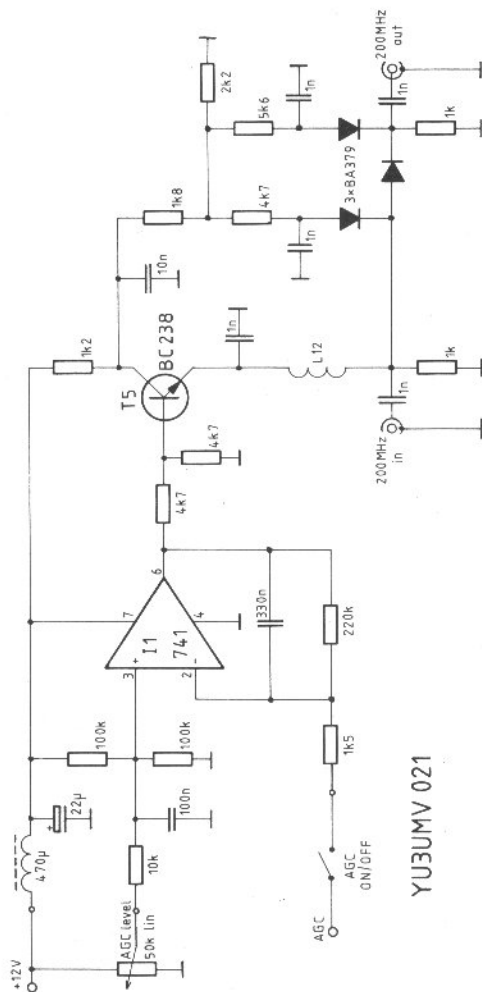 +12V
470µ
22µ
+
AGC level
50k lin
10k
100n
100k
100k
3
+
2
-
7
4
6
I1
741
330n
220k
1k5
AGC
ON/OFF
AGC
4k7
4k7
T5
BC238
1k2
10n
1k8
2k2
5k6
4k7
1n
1n
1n
L12
3×BA379
1k
1k
1n
1n
200MHz
in
200MHz
out
YU3UMV 021